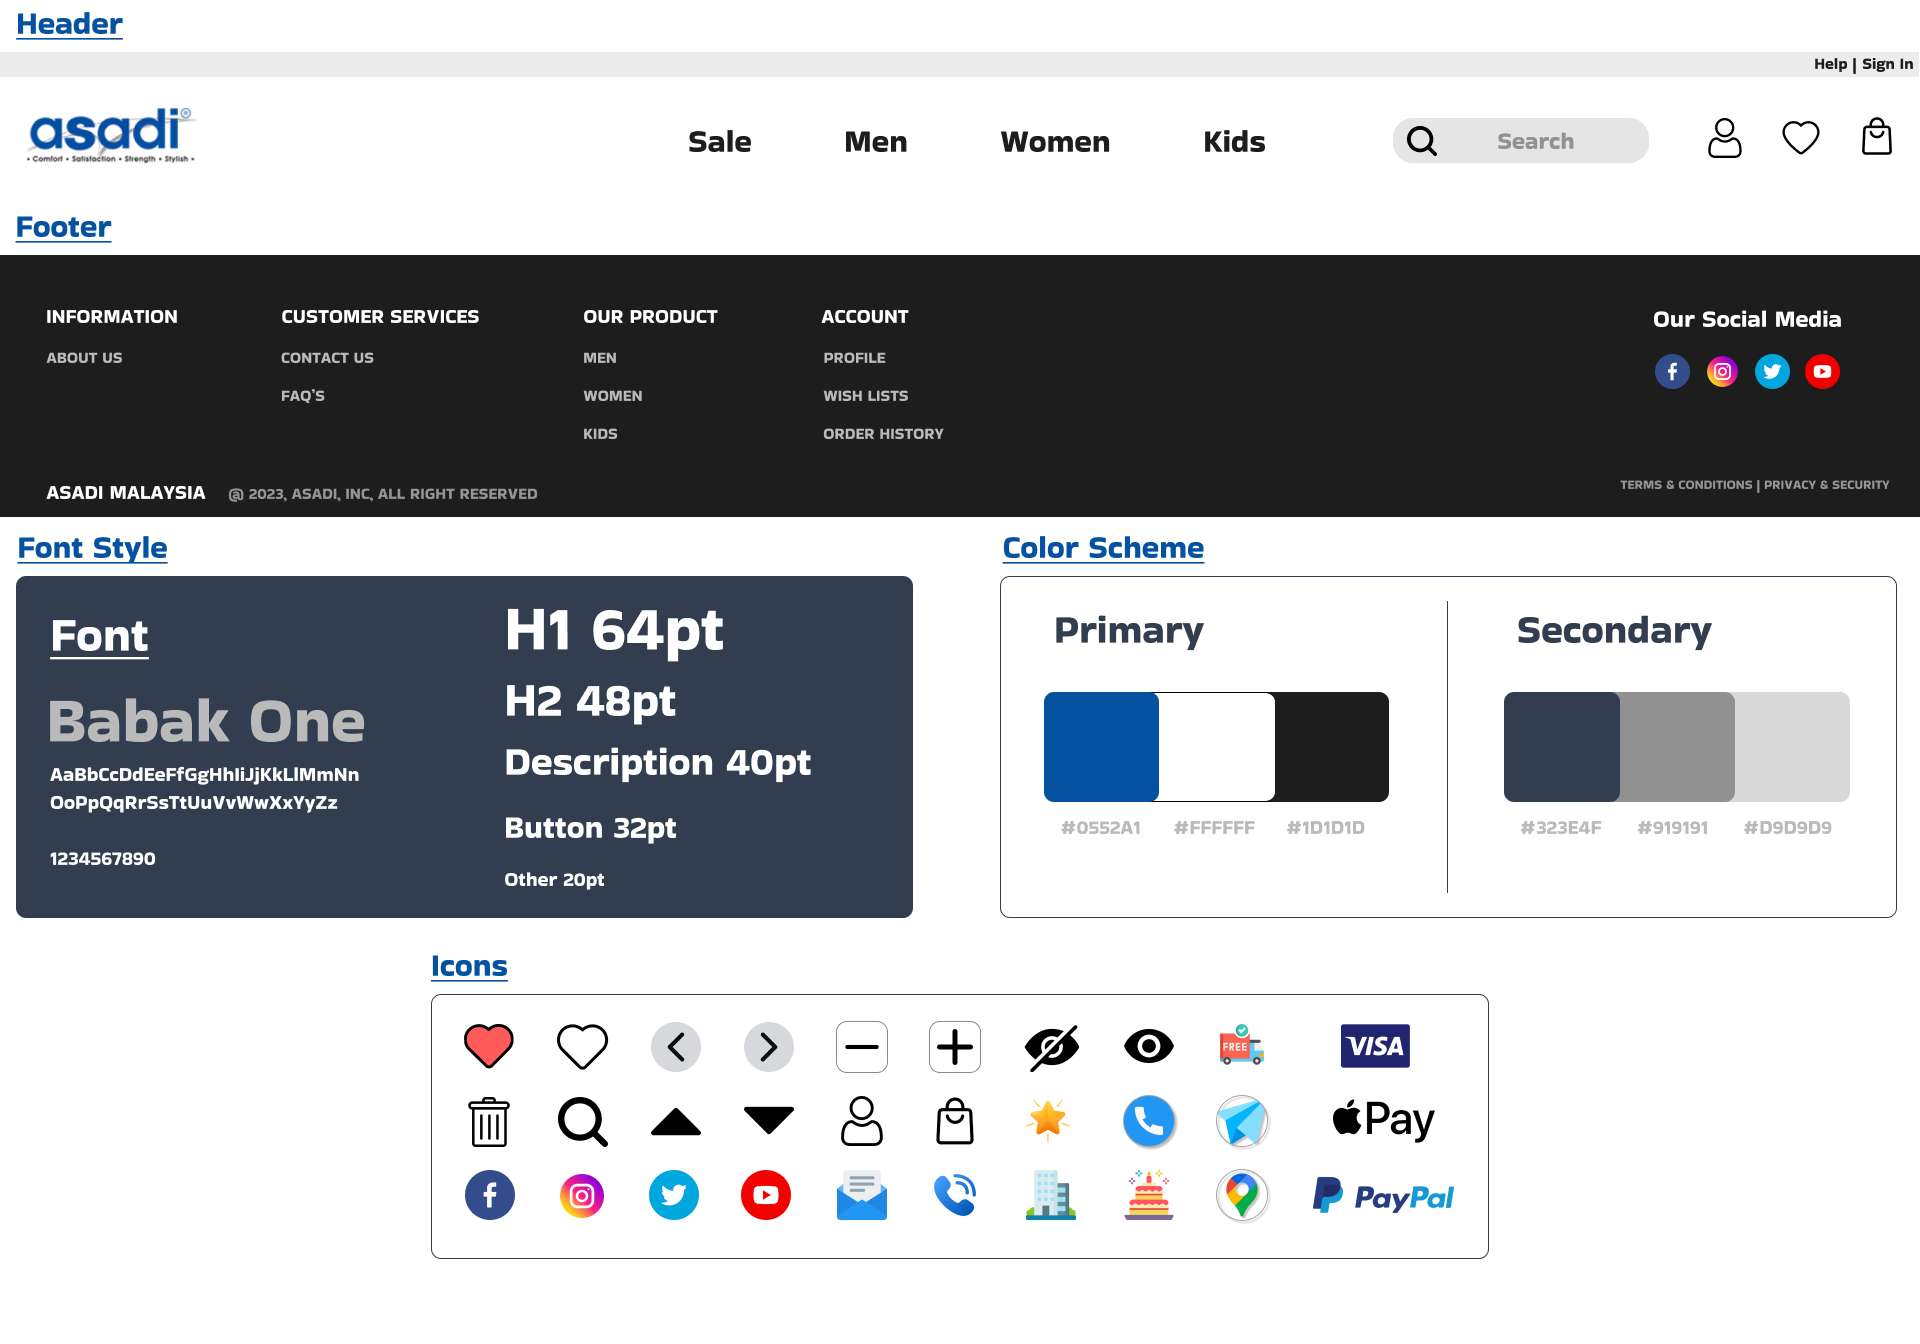 Header
Help | Sign In
asadi®
• Comfort • Satisfaction • Strength • Stylish •
Sale Men Women Kids Search
Footer
INFORMATION CUSTOMER SERVICES OUR PRODUCT ACCOUNT Our Social Media
ABOUT US CONTACT US MEN PROFILE
FAQ'S WOMEN WISH LISTS
KIDS ORDER HISTORY
ASADI MALAYSIA @ 2023, ASADI, INC, ALL RIGHT RESERVED TERMS & CONDITIONS | PRIVACY & SECURITY
Font Style
Font
Babak One
AaBbCcDdEeFfGgHhIiJjKkLlMmNn
OoPpQqRrSsTtUuVvWwXxYyZz
1234567890
H1 64pt
H2 48pt
Description 40pt
Button 32pt
Other 20pt
Color Scheme
Primary Secondary
#0552A1 #FFFFFF #1D1D1D #323E4F #919191 #D9D9D9
Icons
FREE VISA
Pay
PayPal